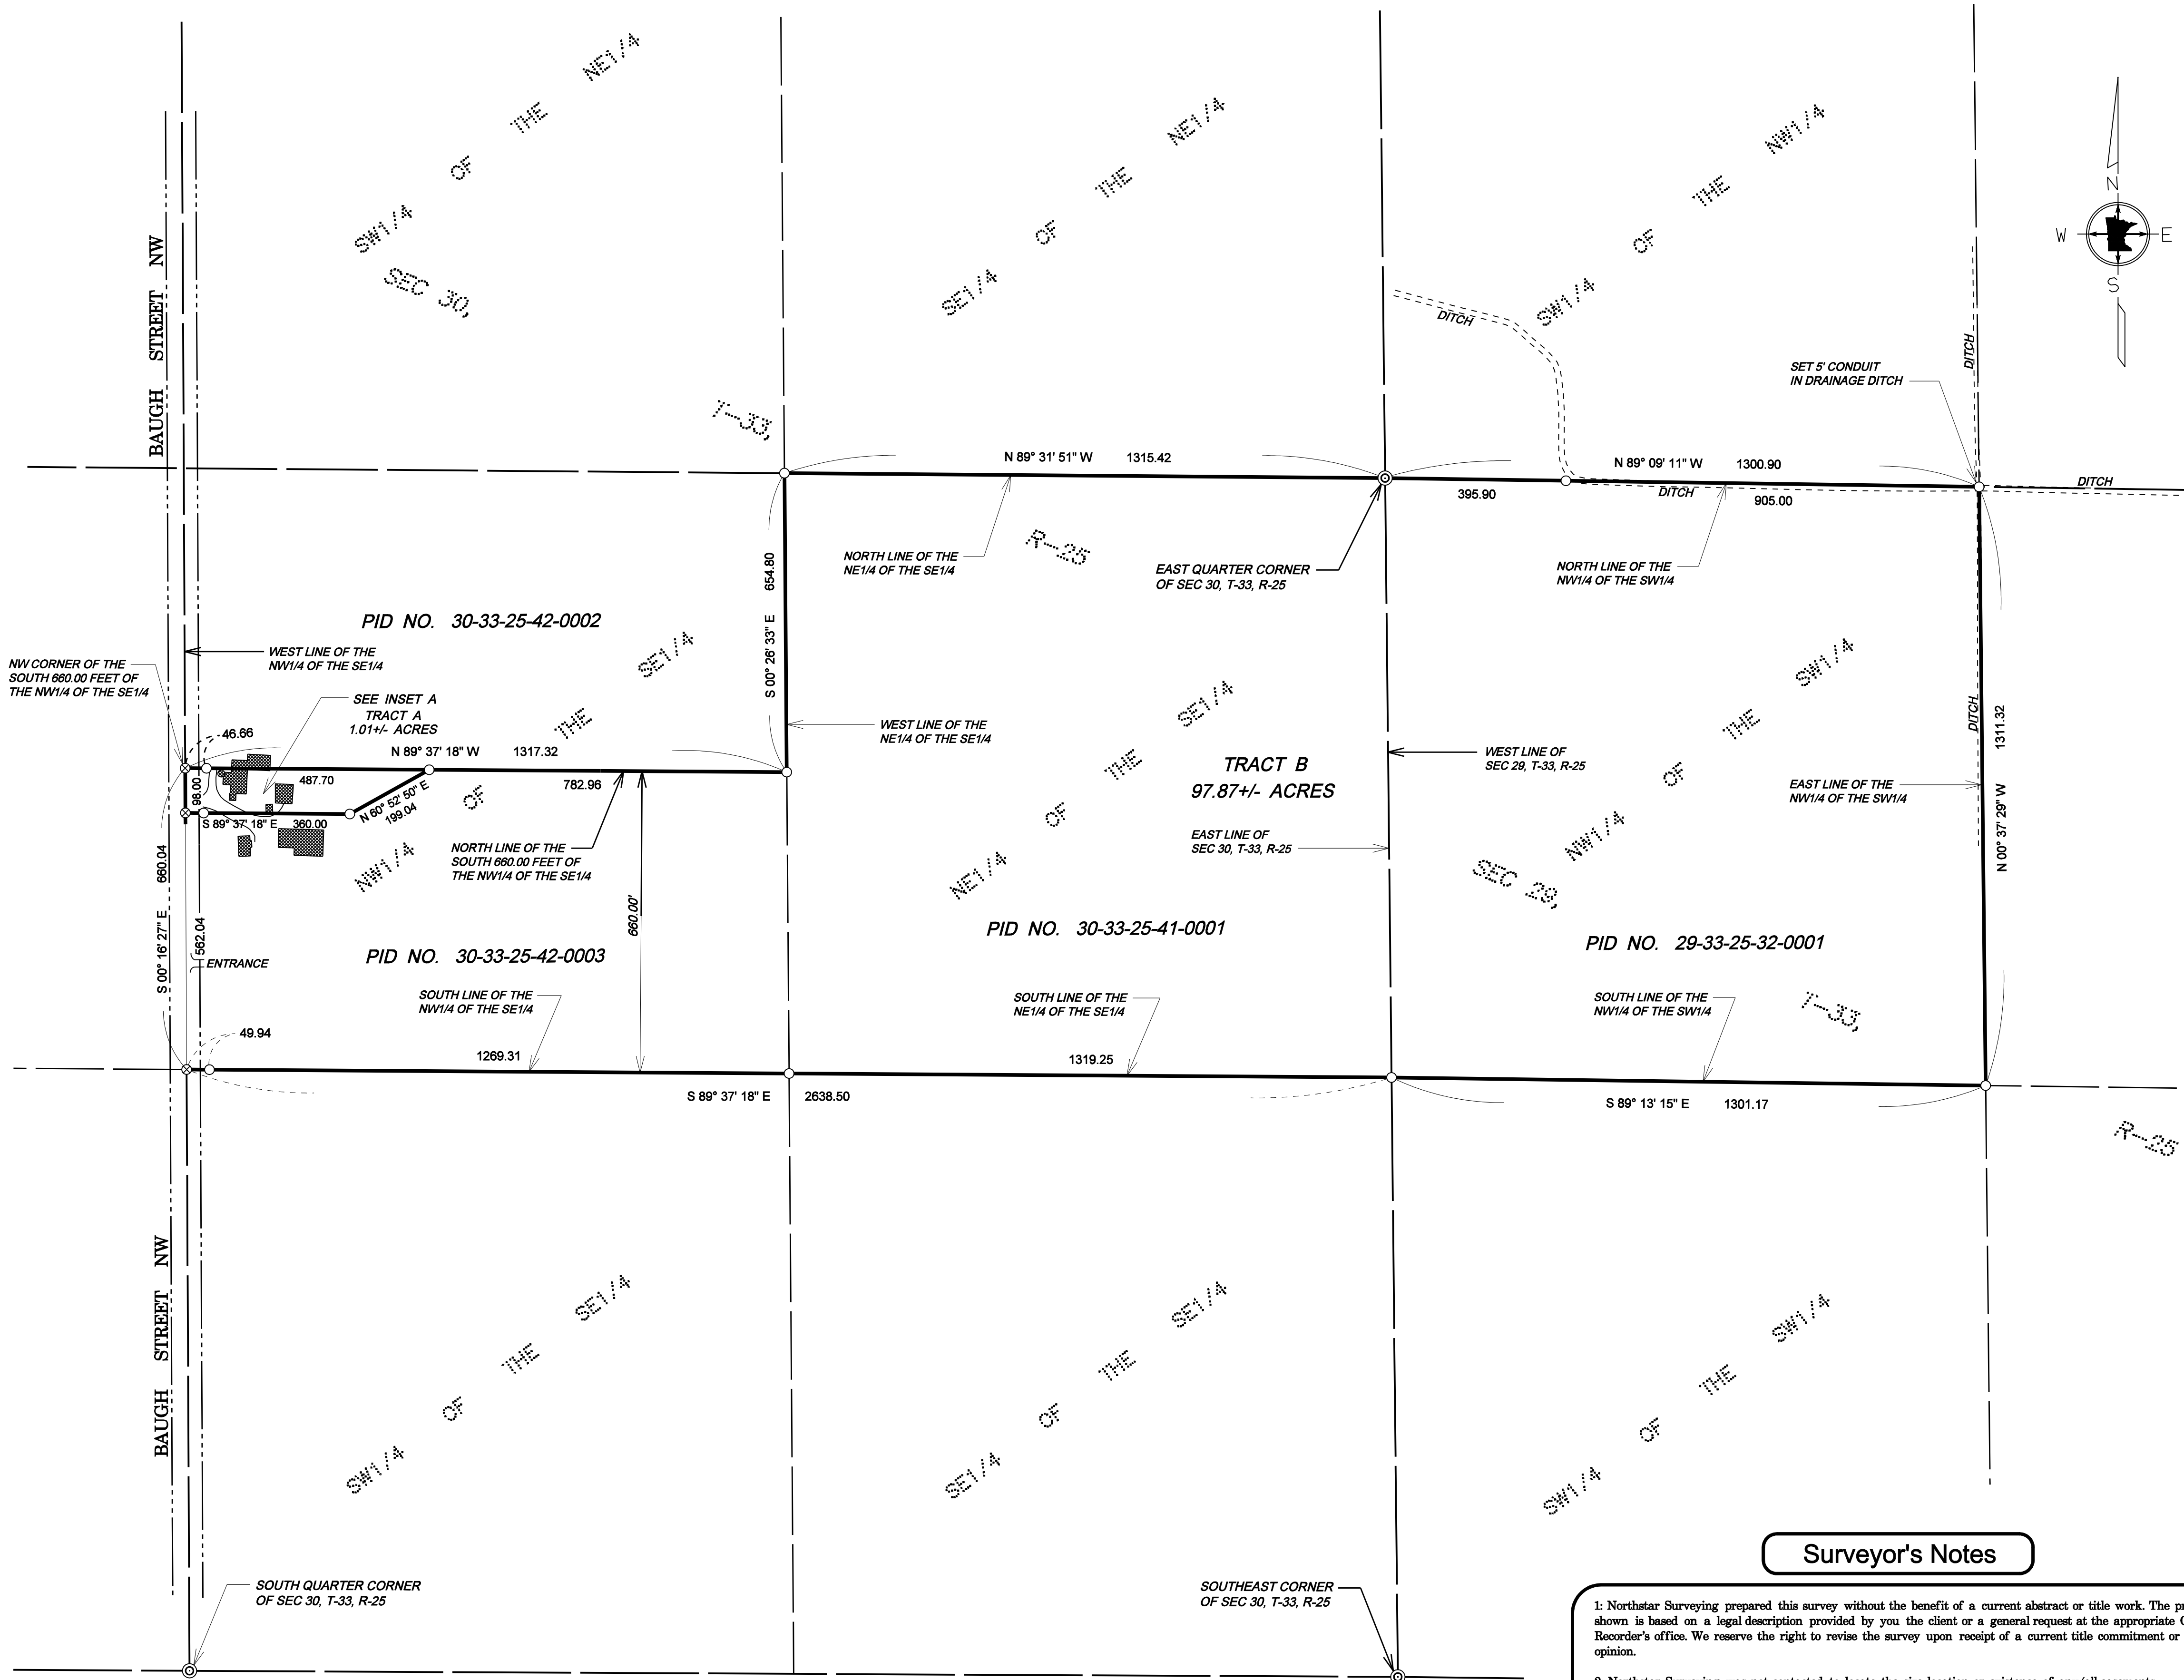 SW1/4 OF THE NE1/4
SEC 30,
SE1/4 OF THE NE1/4
SW1/4 OF THE NW1/4
N
W E
S
BAUGH STREET NW
DITCH
DITCH
SET 5' CONDUIT
IN DRAINAGE DITCH
T-33,
N 89° 31' 51" W 1315.42
N 89° 09' 11" W 1300.90
395.90
DITCH
905.00
DITCH
R-25
NORTH LINE OF THE
NE1/4 OF THE SE1/4
EAST QUARTER CORNER
OF SEC 30, T-33, R-25
NORTH LINE OF THE
NW1/4 OF THE SW1/4
S 00° 26' 33" E 654.80
PID NO. 30-33-25-42-0002
WEST LINE OF THE
NW1/4 OF THE SE1/4
NW CORNER OF THE
SOUTH 660.00 FEET OF
THE NW1/4 OF THE SE1/4
SEE INSET A
TRACT A
1.01+/- ACRES
46.66
N 89° 37' 18" W 1317.32
WEST LINE OF THE
NE1/4 OF THE SE1/4
TRACT B
97.87+/- ACRES
WEST LINE OF
SEC 29, T-33, R-25
DITCH
N 00° 37' 29" W 1311.32
EAST LINE OF THE
NW1/4 OF THE SW1/4
98.00
487.70
782.96
S 89° 37' 18" E 360.00
N 60° 52' 50" E
199.04
NW1/4 OF THE SE1/4
NE1/4 OF THE SE1/4
NW1/4 OF THE SW1/4
EAST LINE OF
SEC 30, T-33, R-25
NORTH LINE OF THE
SOUTH 660.00 FEET OF
THE NW1/4 OF THE SE1/4
SEC 29,
S 00° 16' 27" E 660.04
562.04
660.00'
ENTRANCE
PID NO. 30-33-25-42-0003
PID NO. 30-33-25-41-0001
PID NO. 29-33-25-32-0001
SOUTH LINE OF THE
NW1/4 OF THE SE1/4
SOUTH LINE OF THE
NE1/4 OF THE SE1/4
SOUTH LINE OF THE
NW1/4 OF THE SW1/4
T-33,
49.94
1269.31
1319.25
S 89° 37' 18" E 2638.50
S 89° 13' 15" E 1301.17
R-25
BAUGH STREET NW
SW1/4 OF THE SE1/4
SE1/4 OF THE SE1/4
SW1/4 OF THE SW1/4
SOUTH QUARTER CORNER
OF SEC 30, T-33, R-25
SOUTHEAST CORNER
OF SEC 30, T-33, R-25
Surveyor's Notes
1: Northstar Surveying prepared this survey without the benefit of a current abstract or title work. The pr
shown is based on a legal description provided by you the client or a general request at the appropriate C
Recorder's office. We reserve the right to revise the survey upon receipt of a current title commitment or
opinion.